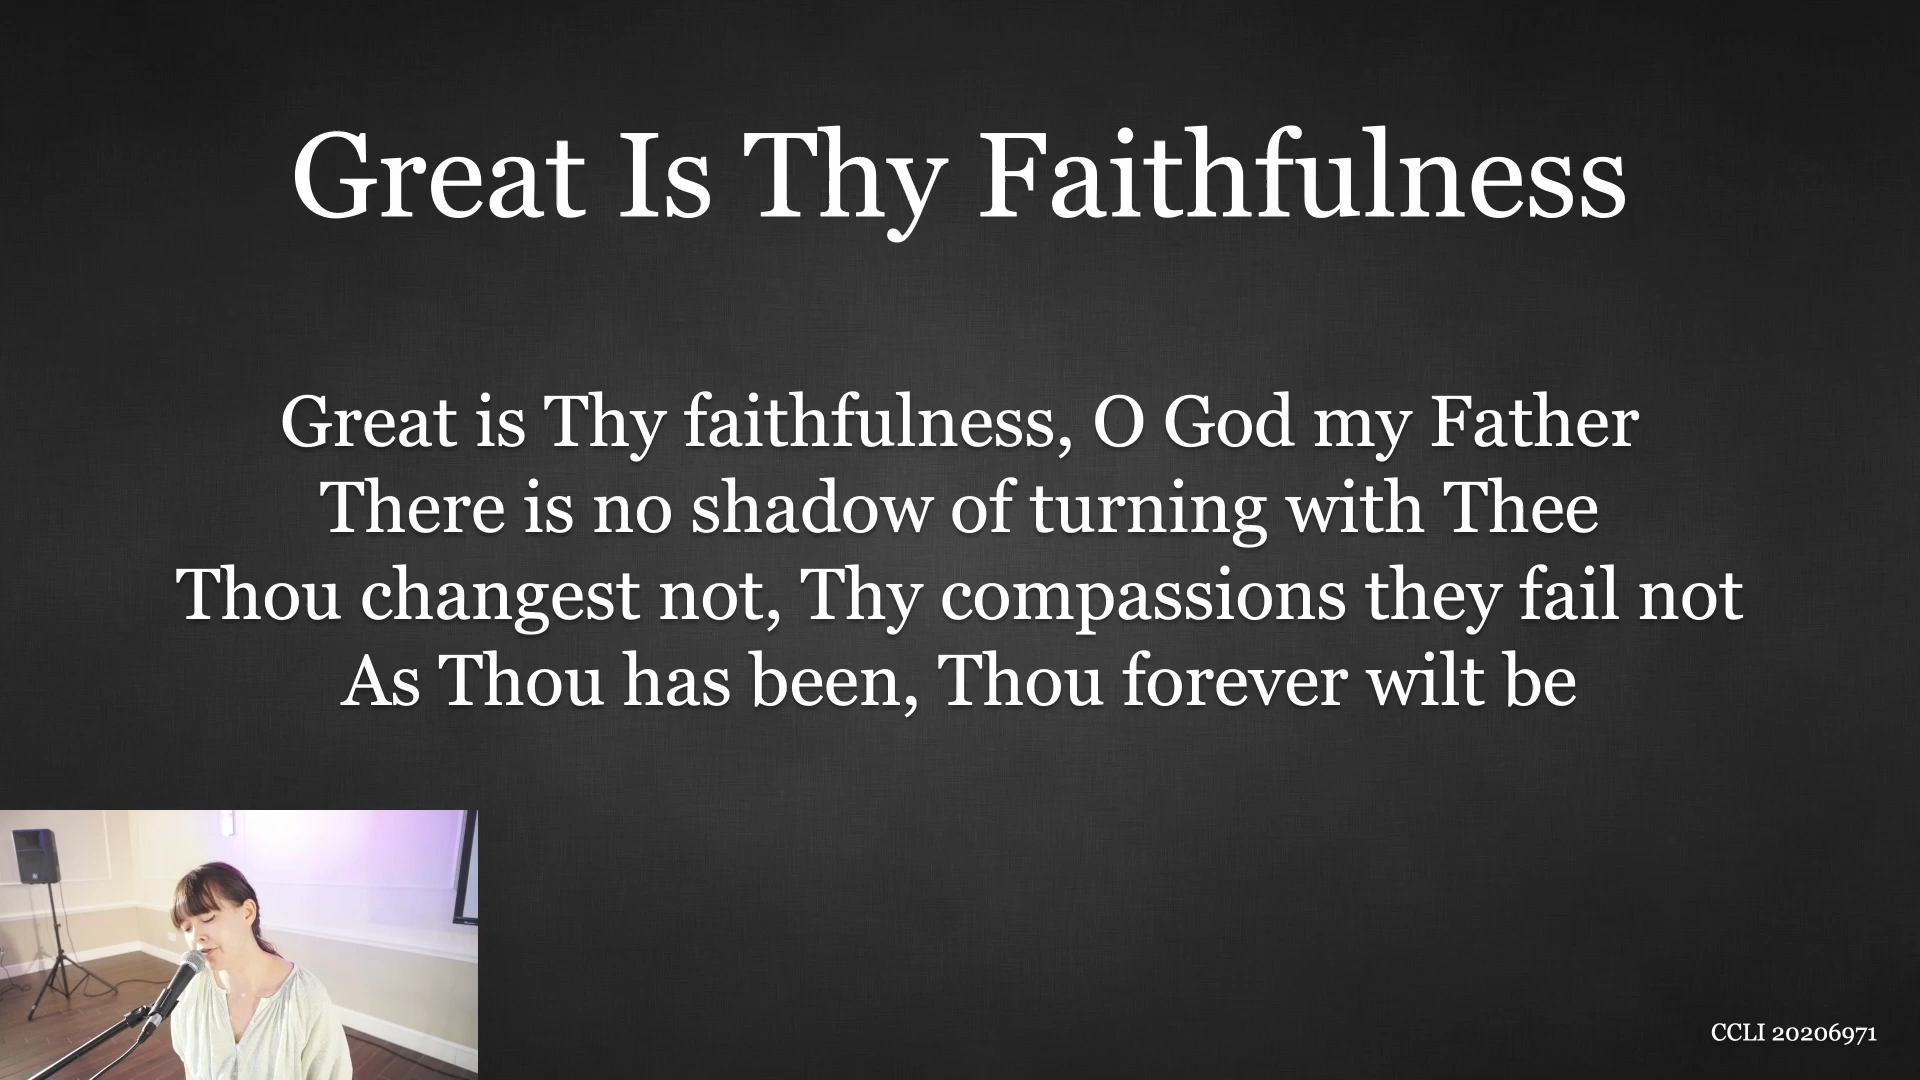 Great Is Thy Faithfulness
Great is Thy faithfulness, O God my Father
There is no shadow of turning with Thee
Thou changest not, Thy compassions they fail not
As Thou has been, Thou forever wilt be
CCLI 20206971